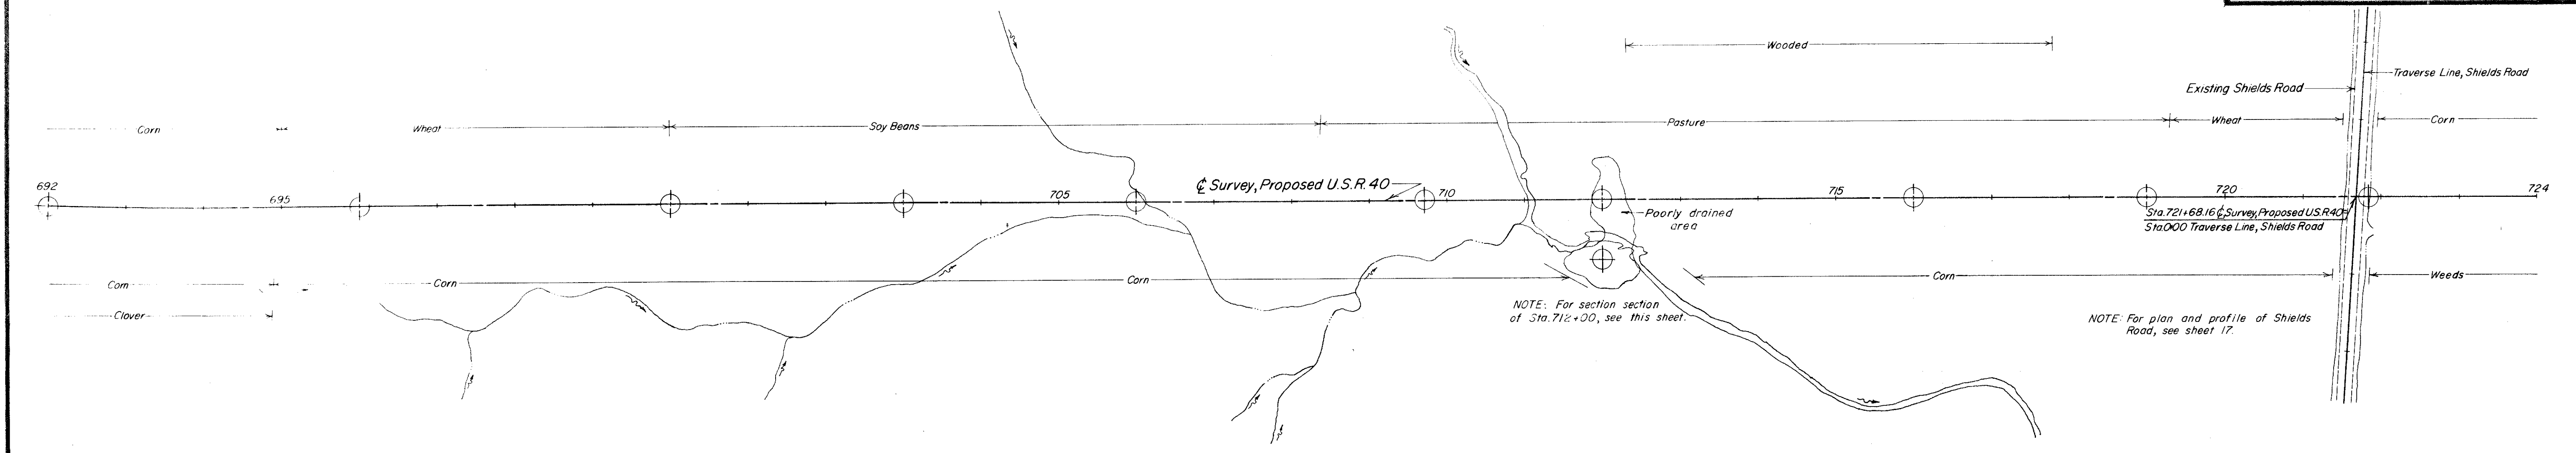 Wooded
Traverse Line, Shields Road
Existing Shields Road
Corn
Wheat
Soy Beans
Pasture
Wheat
Corn
692
695
705
℄ Survey, Proposed U.S.R. 40
710
715
720
724
Poorly drained
area
Sta. 721+68.16 ℄ Survey, Proposed U.S.R.40=
Sta.0+00 Traverse Line, Shields Road
Corn
Corn
Corn
Corn
Weeds
Clover
NOTE: For section section
of Sta. 712+00, see this sheet.
NOTE: For plan and profile of Shields
Road, see sheet 17.